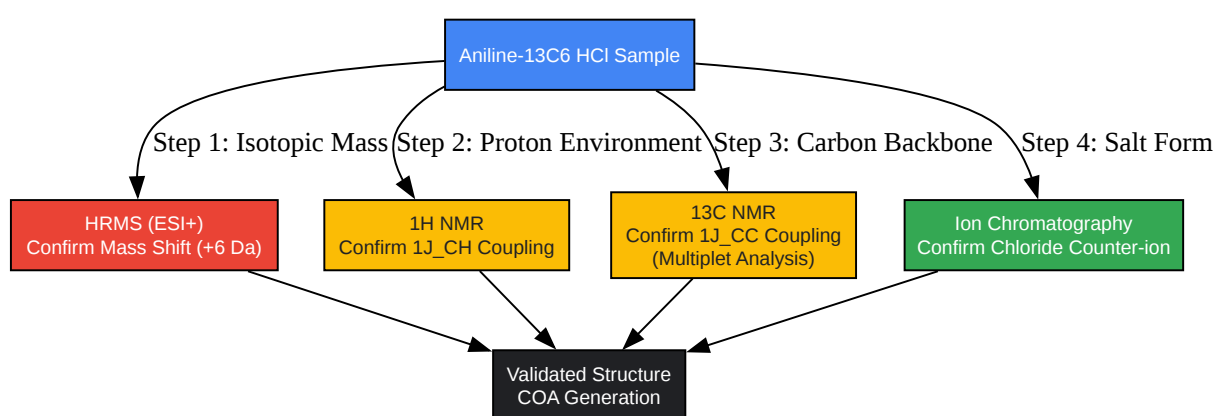 Aniline-13C6 HCl Sample
Step 1: Isotopic Mass
Step 2: Proton Environment
Step 3: Carbon Backbone
Step 4: Salt Form
HRMS (ESI+)
Confirm Mass Shift (+6 Da)
1H NMR
Confirm 1J_CH Coupling
13C NMR
Confirm 1J_CC Coupling
(Multiplet Analysis)
Ion Chromatography
Confirm Chloride Counter-ion
Validated Structure
COA Generation